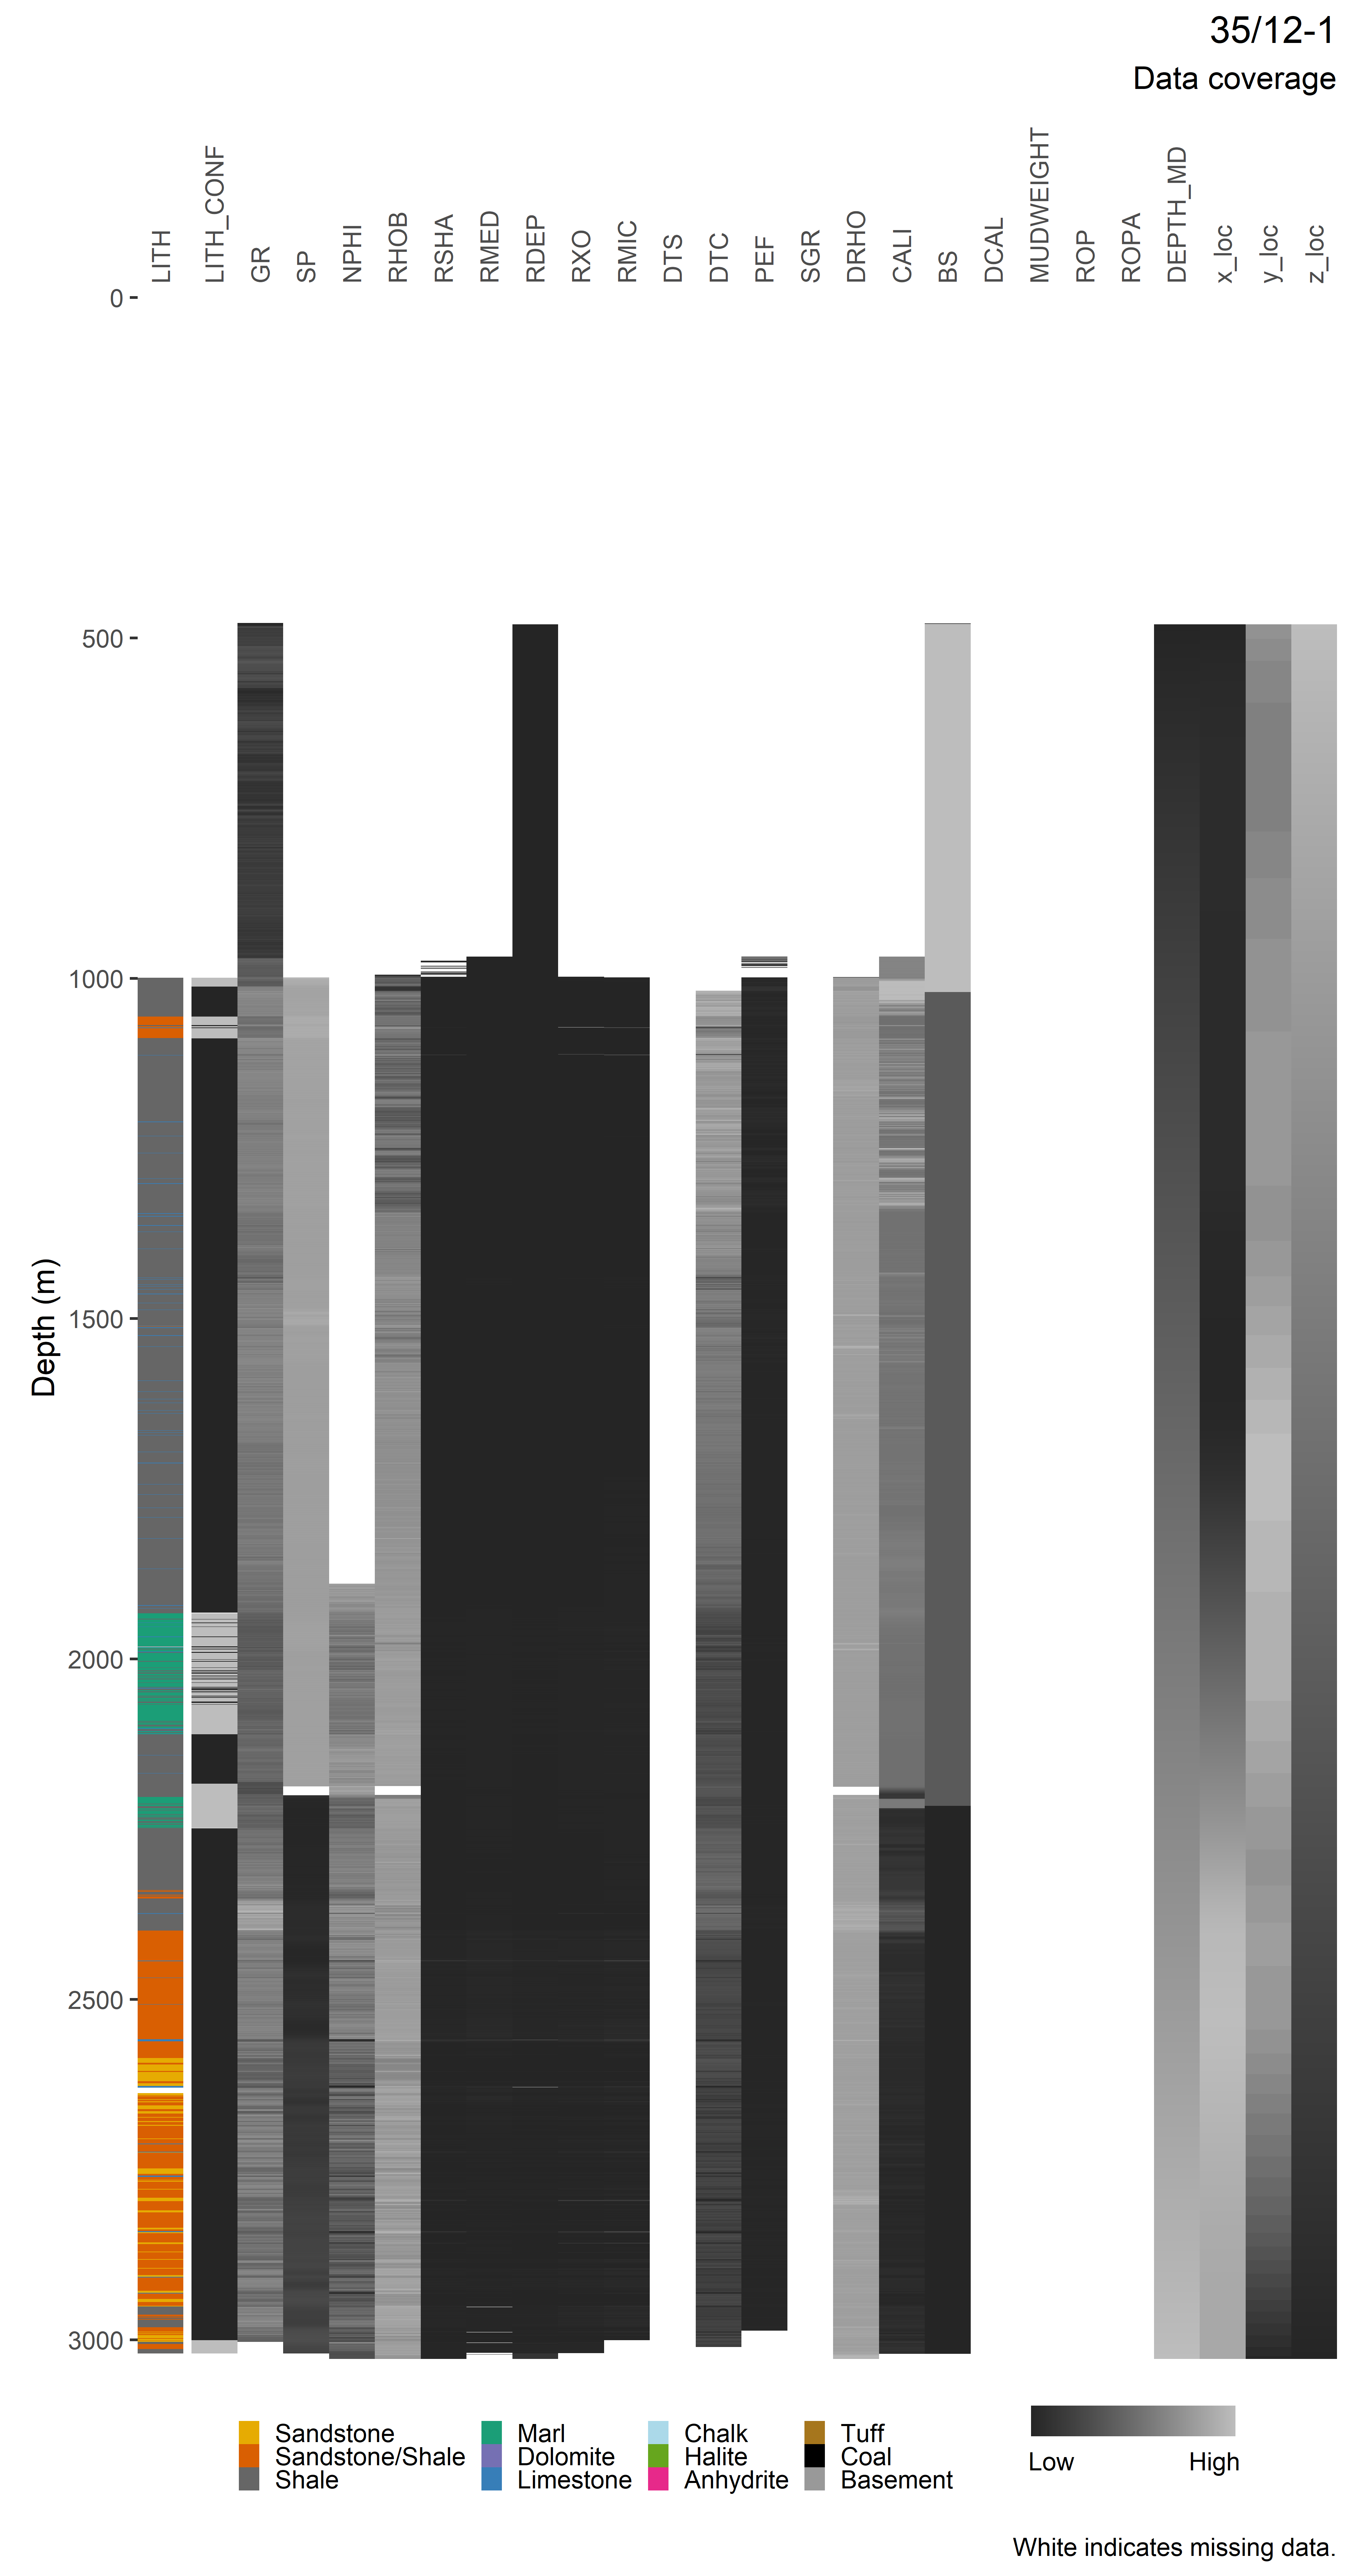 35/12-1
Data coverage
LITH
LITH_CONF
GR
SP
NPHI
RHOB
RSHA
RMED
RDEP
RXO
RMIC
DTS
DTC
PEF
SGR
DRHO
CALI
BS
DCAL
MUDWEIGHT
ROP
ROPA
DEPTH_MD
x_loc
y_loc
z_loc
0
500
1000
1500
2000
2500
3000
Depth (m)
Sandstone
Sandstone/Shale
Shale
Marl
Dolomite
Limestone
Chalk
Halite
Anhydrite
Tuff
Coal
Basement
Low High
White indicates missing data.